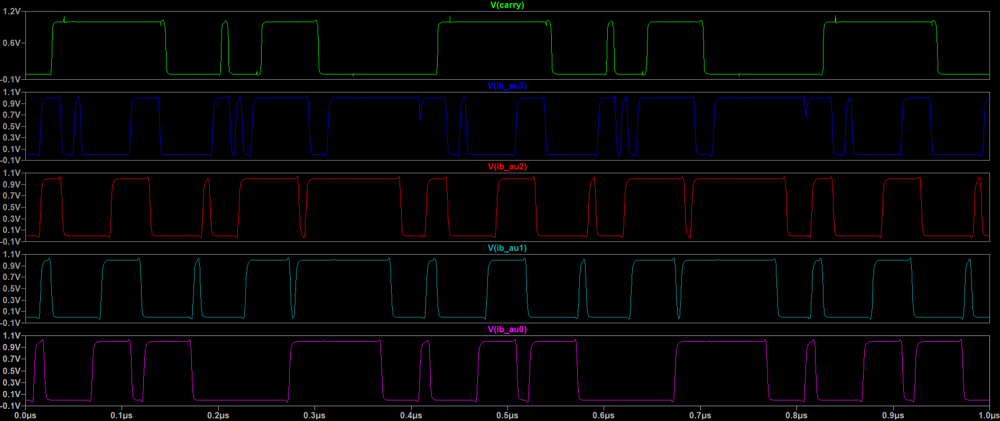 V(carry)
1.2V
0.6V
-0.1V
V(ib_au3)
1.1V
0.9V
0.7V
0.5V
0.3V
0.1V
-0.1V
V(ib_au2)
1.1V
0.9V
0.7V
0.5V
0.3V
0.1V
-0.1V
V(ib_au1)
1.1V
0.9V
0.7V
0.5V
0.3V
0.1V
-0.1V
V(ib_au0)
1.1V
0.9V
0.7V
0.5V
0.3V
0.1V
-0.1V
0.0µs 0.1µs 0.2µs 0.3µs 0.4µs 0.5µs 0.6µs 0.7µs 0.8µs 0.9µs 1.0µs